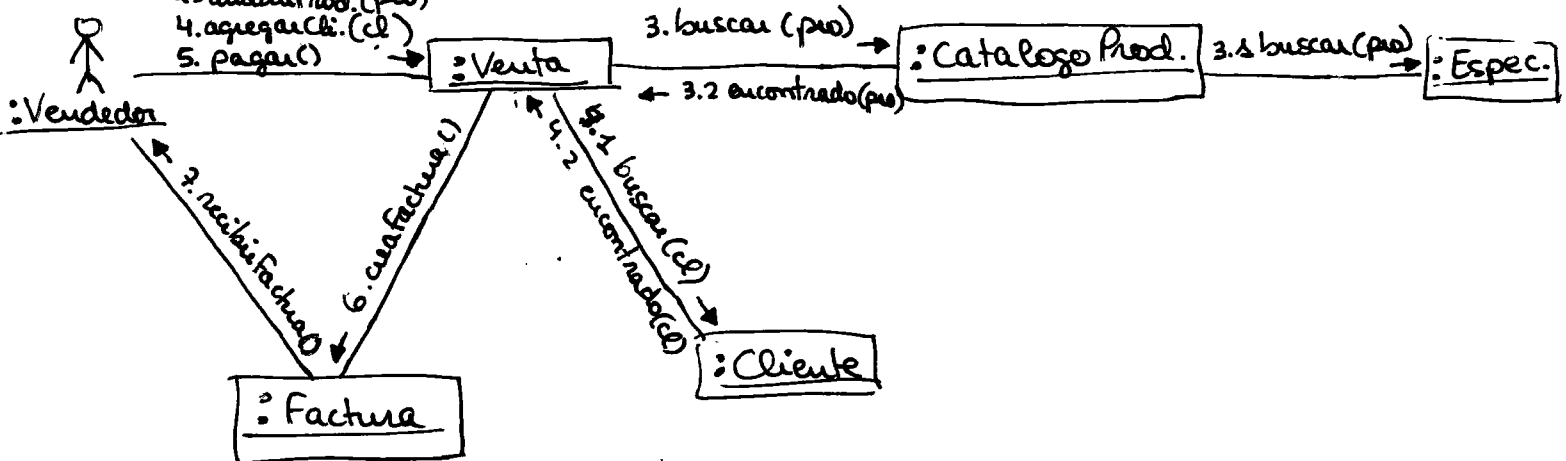 4. agregarCli.(cl)
5. pagar()
:Vendedor
:Venta
3. buscar (pro)
3.2 encontrado(pro)
:Catalogo Prod.
3.1 buscar(pro)
:Espec.
7. recibirFactura()
6. creaFactura()
4.1 buscar(cl)
4.2 encontrado(cl)
:Cliente
:Factura